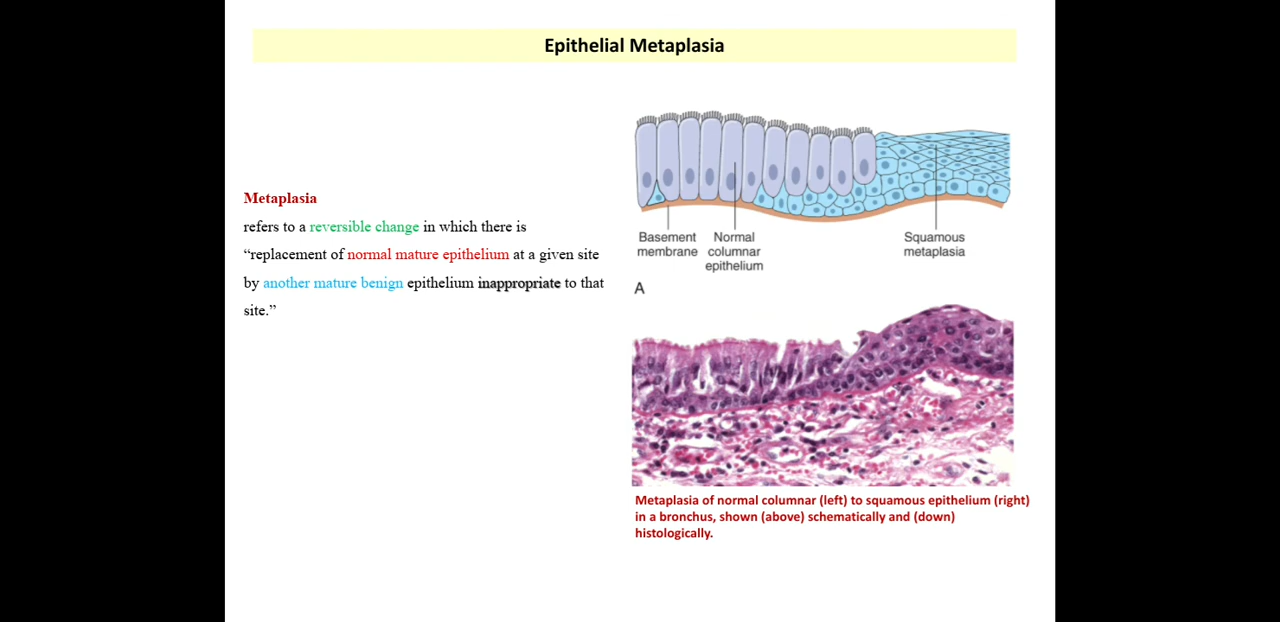 Epithelial Metaplasia
Metaplasia
refers to a reversible change in which there is
“replacement of normal mature epithelium at a given site
by another mature benign epithelium inappropriate to that
site.”
Basement
membrane
Normal
columnar
epithelium
Squamous
metaplasia
A
Metaplasia of normal columnar (left) to squamous epithelium (right)
in a bronchus, shown (above) schematically and (down)
histologically.